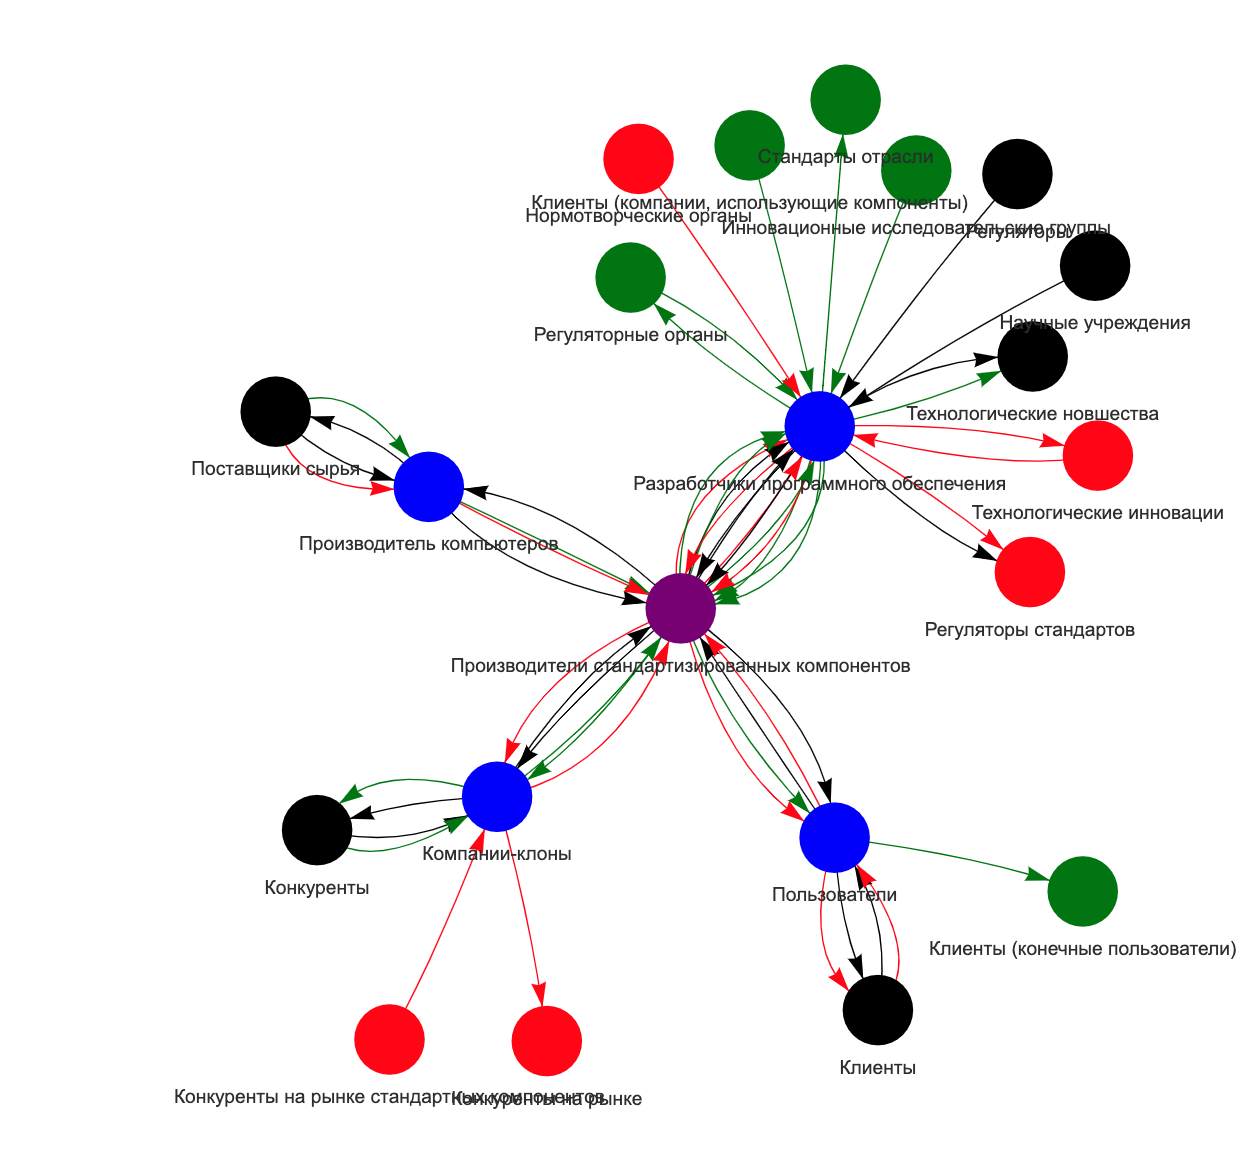 Стандарты отрасли
Клиенты (компании, использующие компоненты)
Нормотворческие органы
Инновационные исследовательские группы
Регуляторы
Научные учреждения
Регуляторные органы
Технологические новшества
Поставщики сырья
Разработчики программного обеспечения
Технологические инновации
Производитель компьютеров
Регуляторы стандартов
Производители стандартизированных компонентов
Компании-клоны
Конкуренты
Пользователи
Клиенты (конечные пользователи)
Клиенты
Конкуренты на рынке стандартных компонентов
Конкуренты на рынке